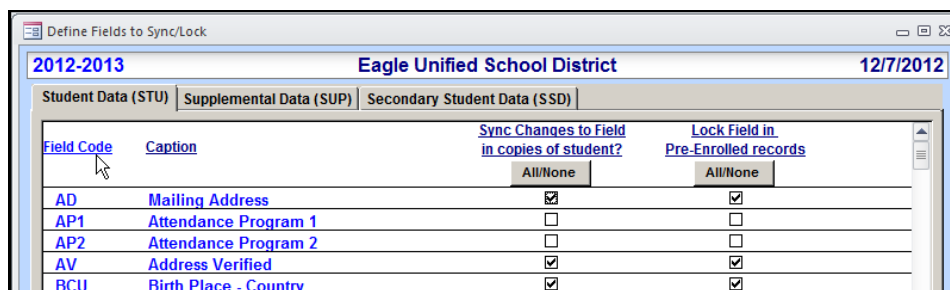 Define Fields to Sync/Lock
2012-2013 Eagle Unified School District 12/7/2012
Student Data (STU) Supplemental Data (SUP) Secondary Student Data (SSD)
Sync Changes to Field Lock Field in
Field Code Caption in copies of student? Pre-Enrolled records
All/None All/None
AD Mailing Address
AP1 Attendance Program 1
AP2 Attendance Program 2
AV Address Verified
BCU Birth Place - Country